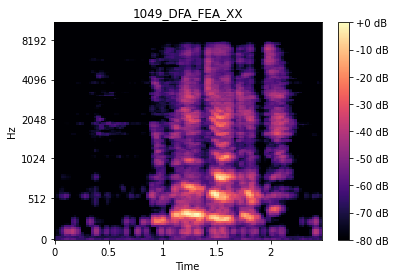 1049_DFA_FEA_XX
Hz
8192
4096
2048
1024
512
0
0 0.5 1 1.5 2
Time
+0 dB
-10 dB
-20 dB
-30 dB
-40 dB
-50 dB
-60 dB
-70 dB
-80 dB